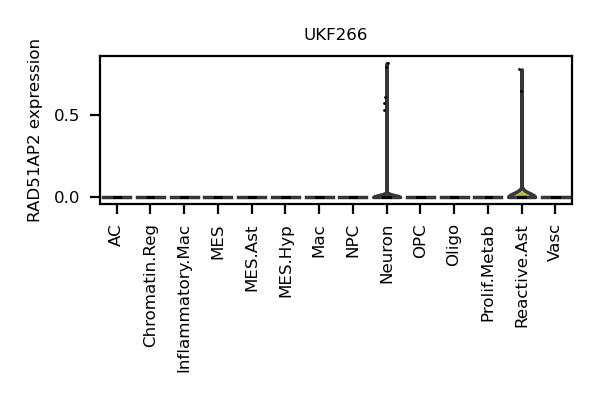 UKF266
RAD51AP2 expression
0.5
0.0
AC
Chromatin.Reg
Inflammatory.Mac
MES
MES.Ast
MES.Hyp
Mac
NPC
Neuron
OPC
Oligo
Prolif.Metab
Reactive.Ast
Vasc